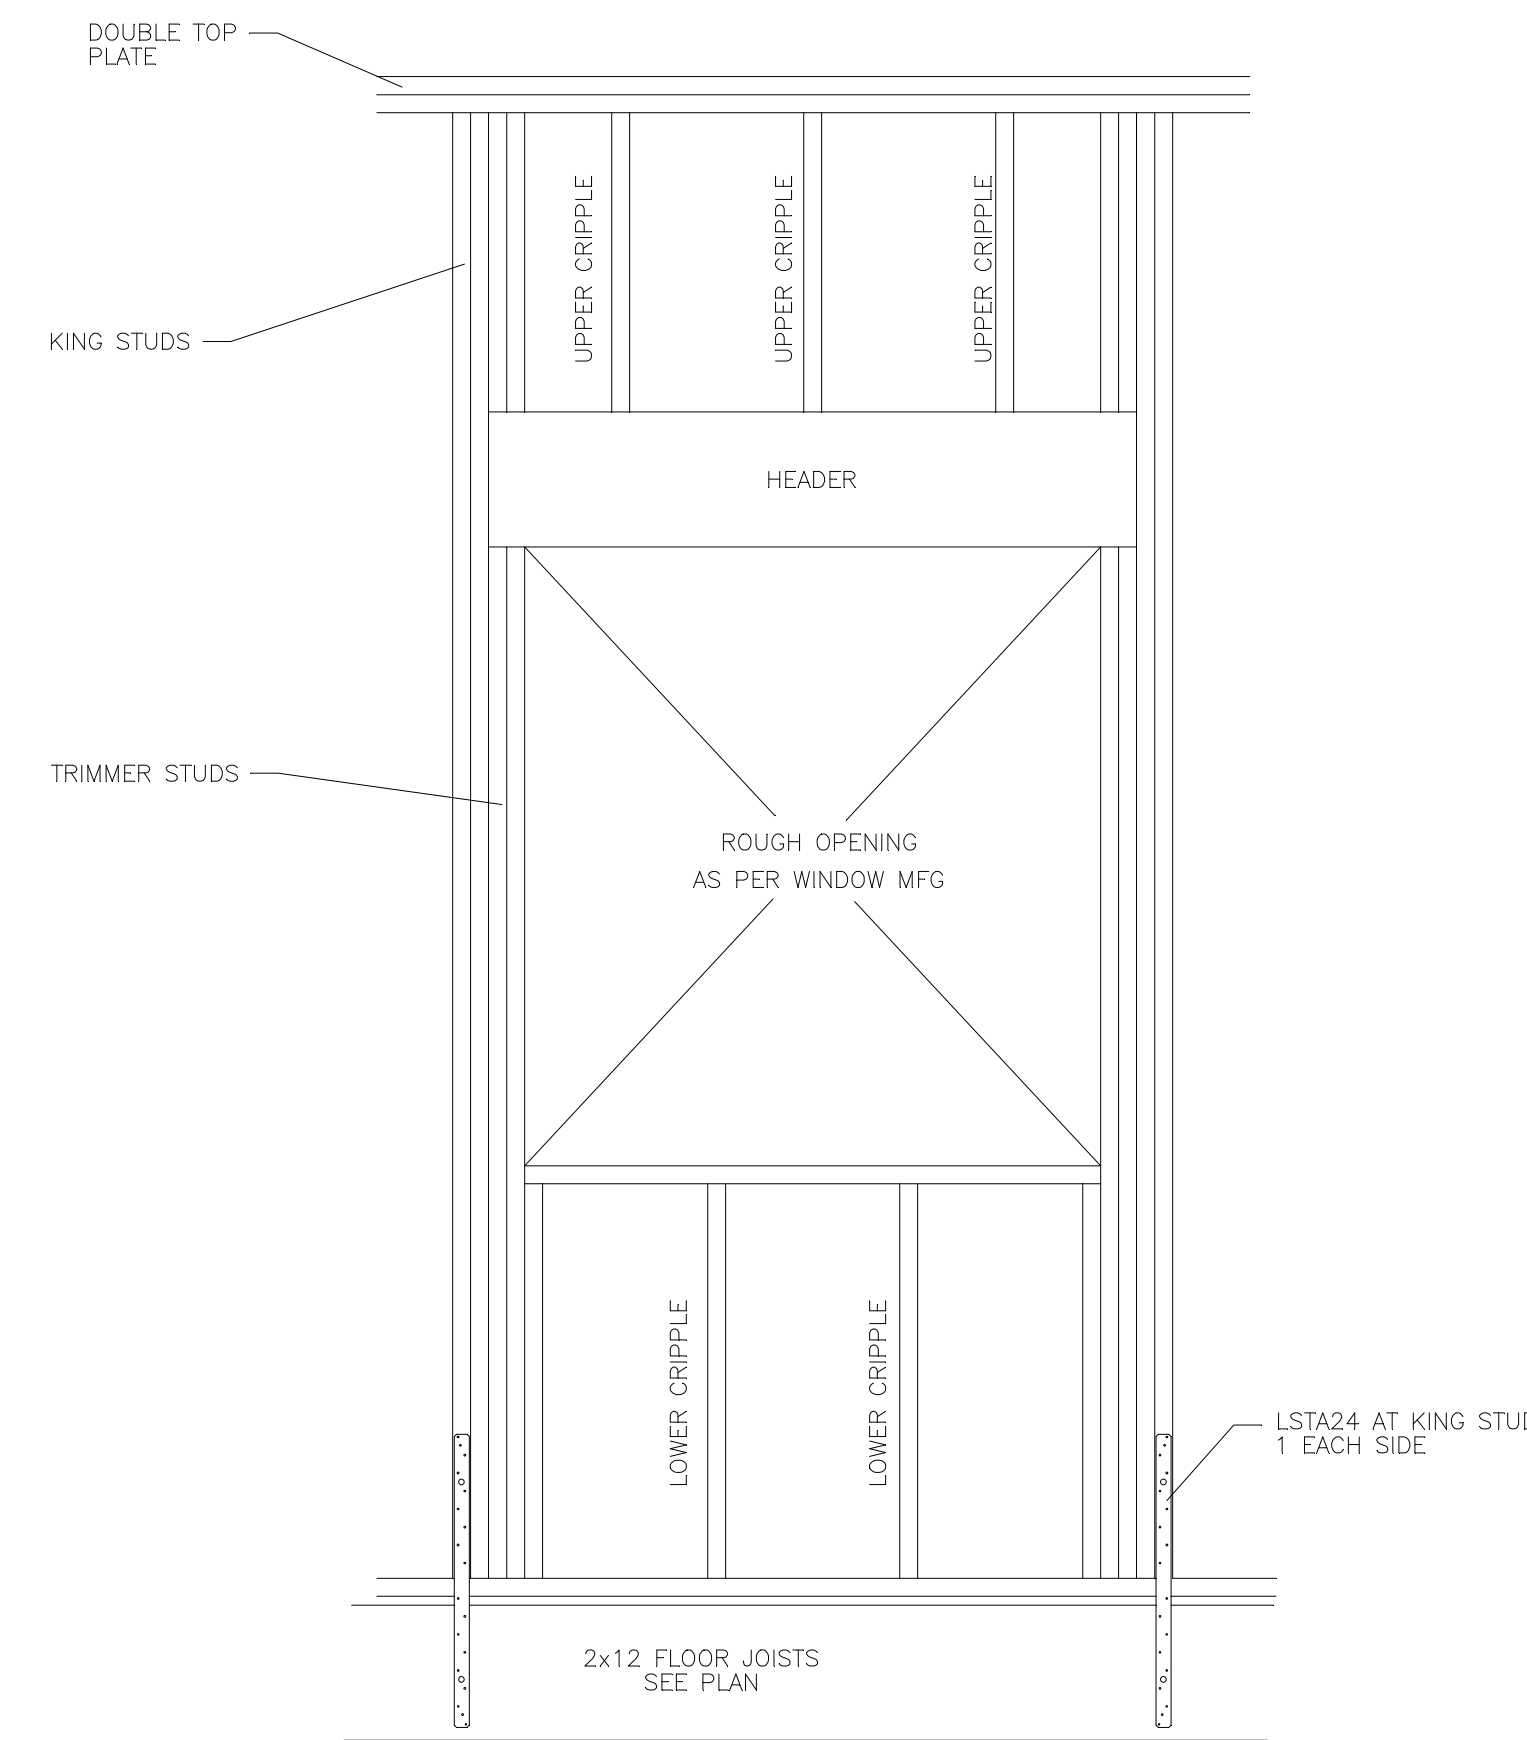 DOUBLE TOP
PLATE
UPPER CRIPPLE
UPPER CRIPPLE
UPPER CRIPPLE
KING STUDS
HEADER
TRIMMER STUDS
ROUGH OPENING
AS PER WINDOW MFG
LOWER CRIPPLE
LOWER CRIPPLE
LSTA24 AT KING STUD
1 EACH SIDE
2x12 FLOOR JOISTS
SEE PLAN